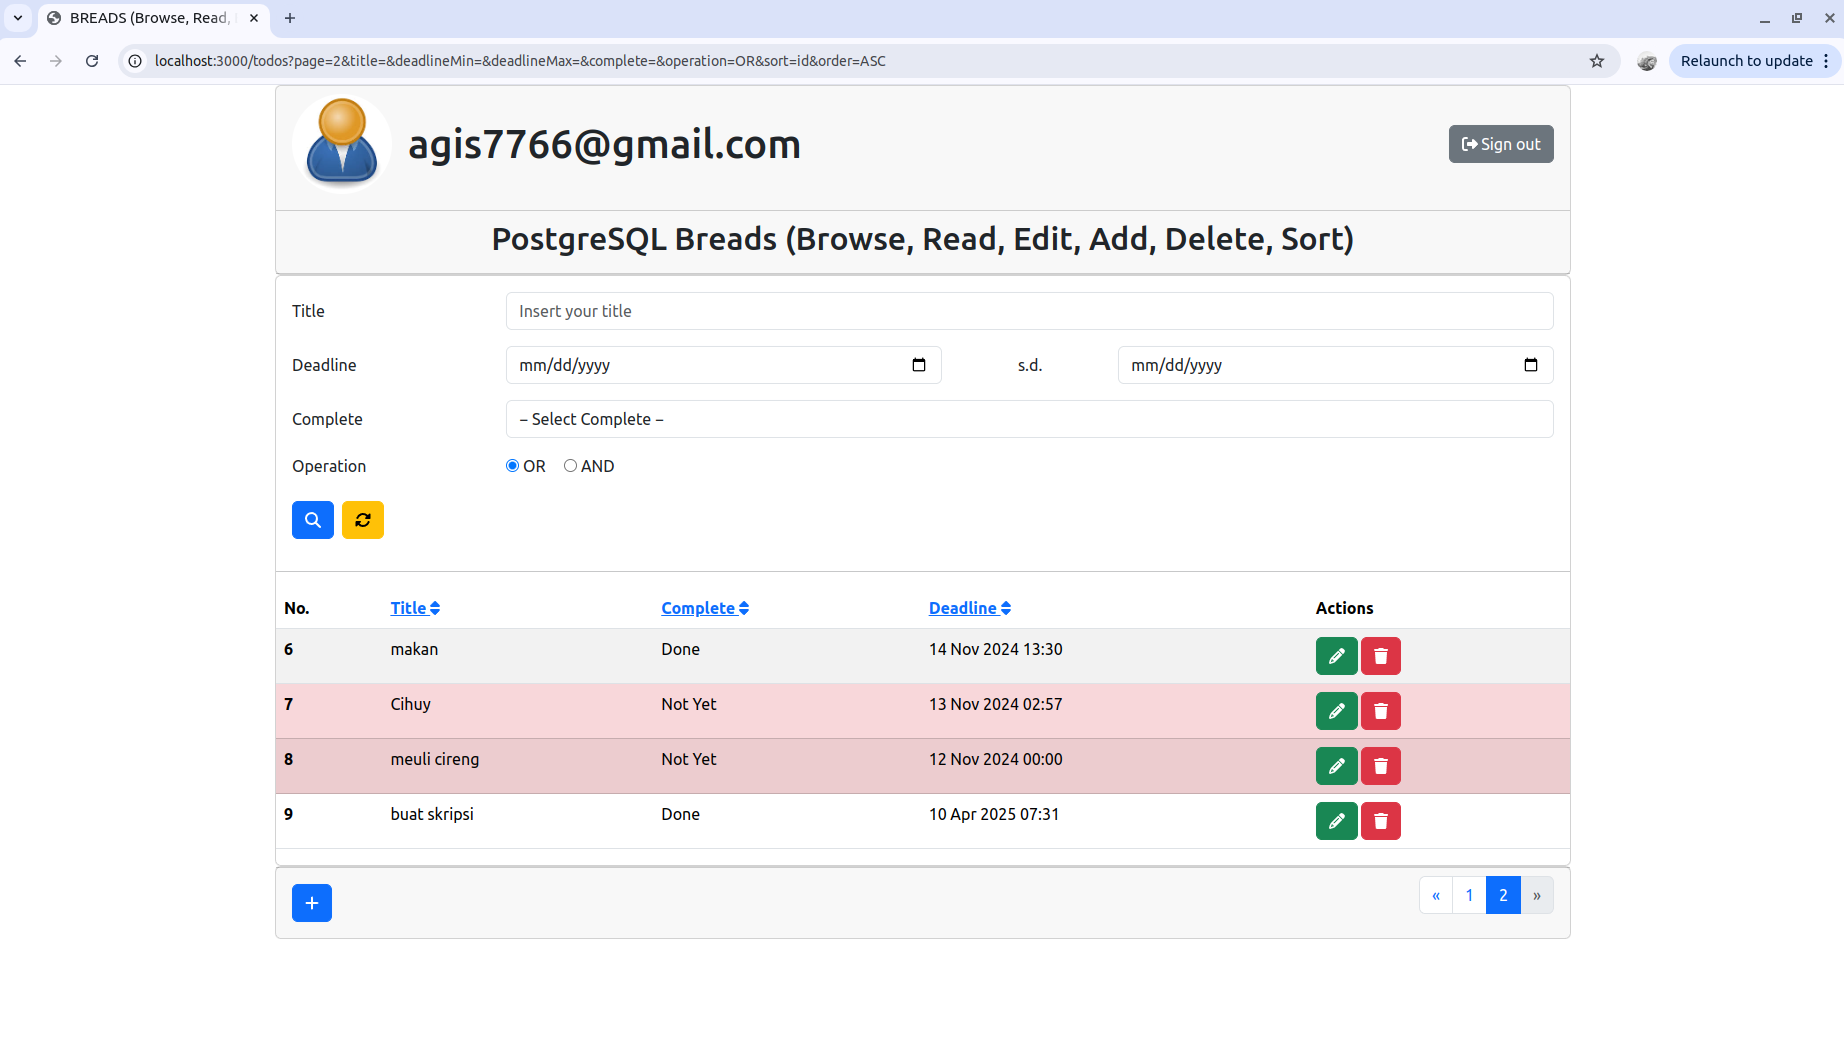 BREADS (Browse, Read,
localhost:3000/todos?page=2&title=&deadlineMin=&deadlineMax=&complete=&operation=OR&sort=id&order=ASC
Relaunch to update
agis7766@gmail.com
Sign out
PostgreSQL Breads (Browse, Read, Edit, Add, Delete, Sort)
Title
Insert your title
Deadline
mm/dd/yyyy
s.d.
mm/dd/yyyy
Complete
– Select Complete –
Operation
OR
AND
No. Title Complete Deadline Actions
6 makan Done 14 Nov 2024 13:30
7 Cihuy Not Yet 13 Nov 2024 02:57
8 meuli cireng Not Yet 12 Nov 2024 00:00
9 buat skripsi Done 10 Apr 2025 07:31
« 1 2 »